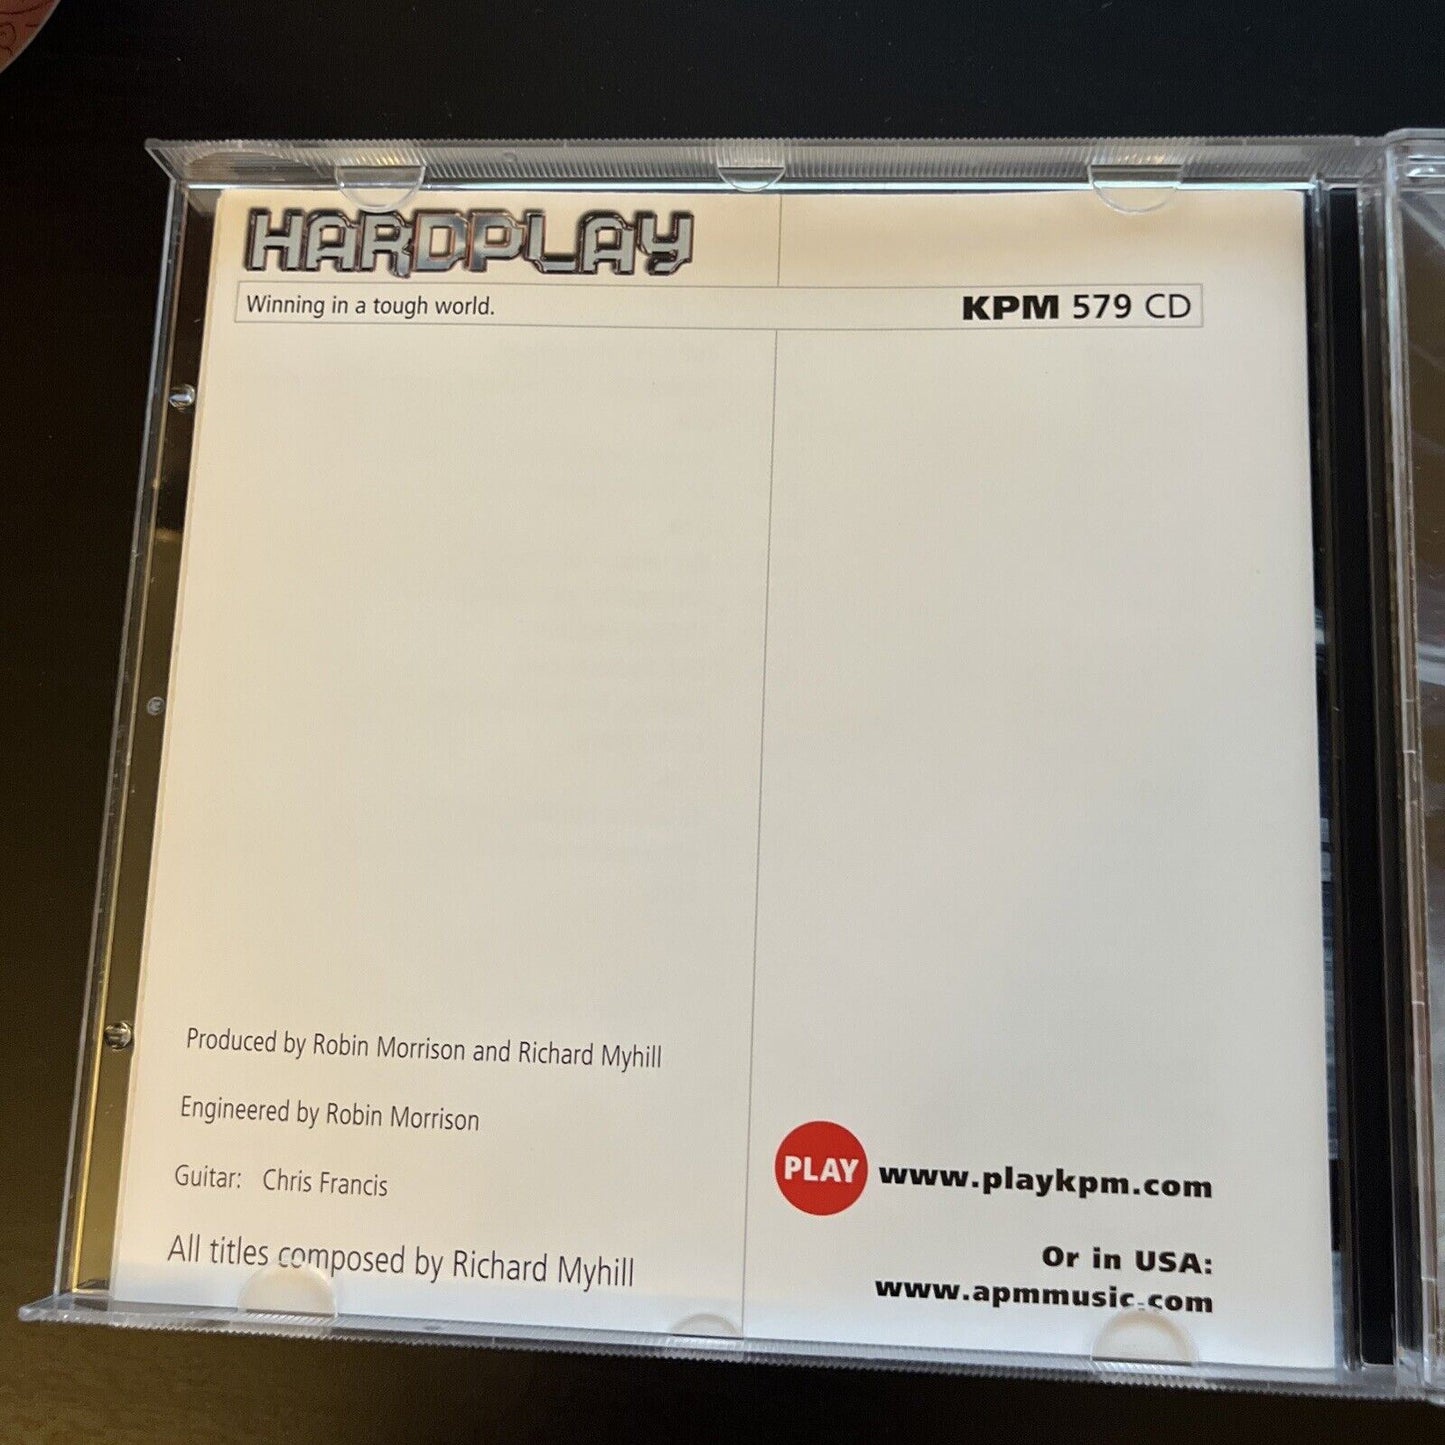 HARDPLAY
Winning in a tough world.
KPM 579 CD
Produced by Robin Morrison and Richard Myhill
Engineered by Robin Morrison
Guitar: Chris Francis
All titles composed by Richard Myhill
PLAY www.playkpm.com
Or in USA:
www.apmmusic.com